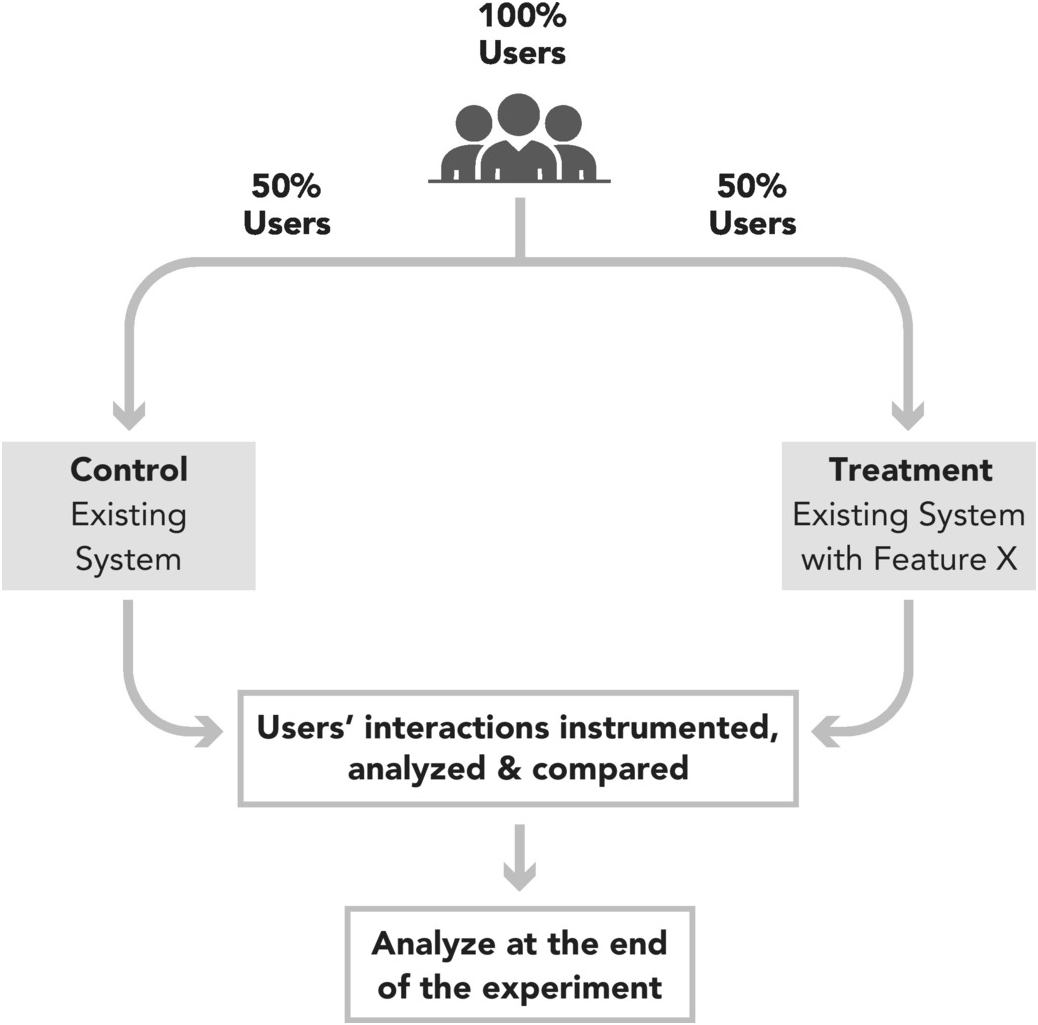 100%
Users
50%
Users
50%
Users
Control
Existing
System
Treatment
Existing System
with Feature X
Users’ interactions instrumented,
analyzed & compared
Analyze at the end
of the experiment